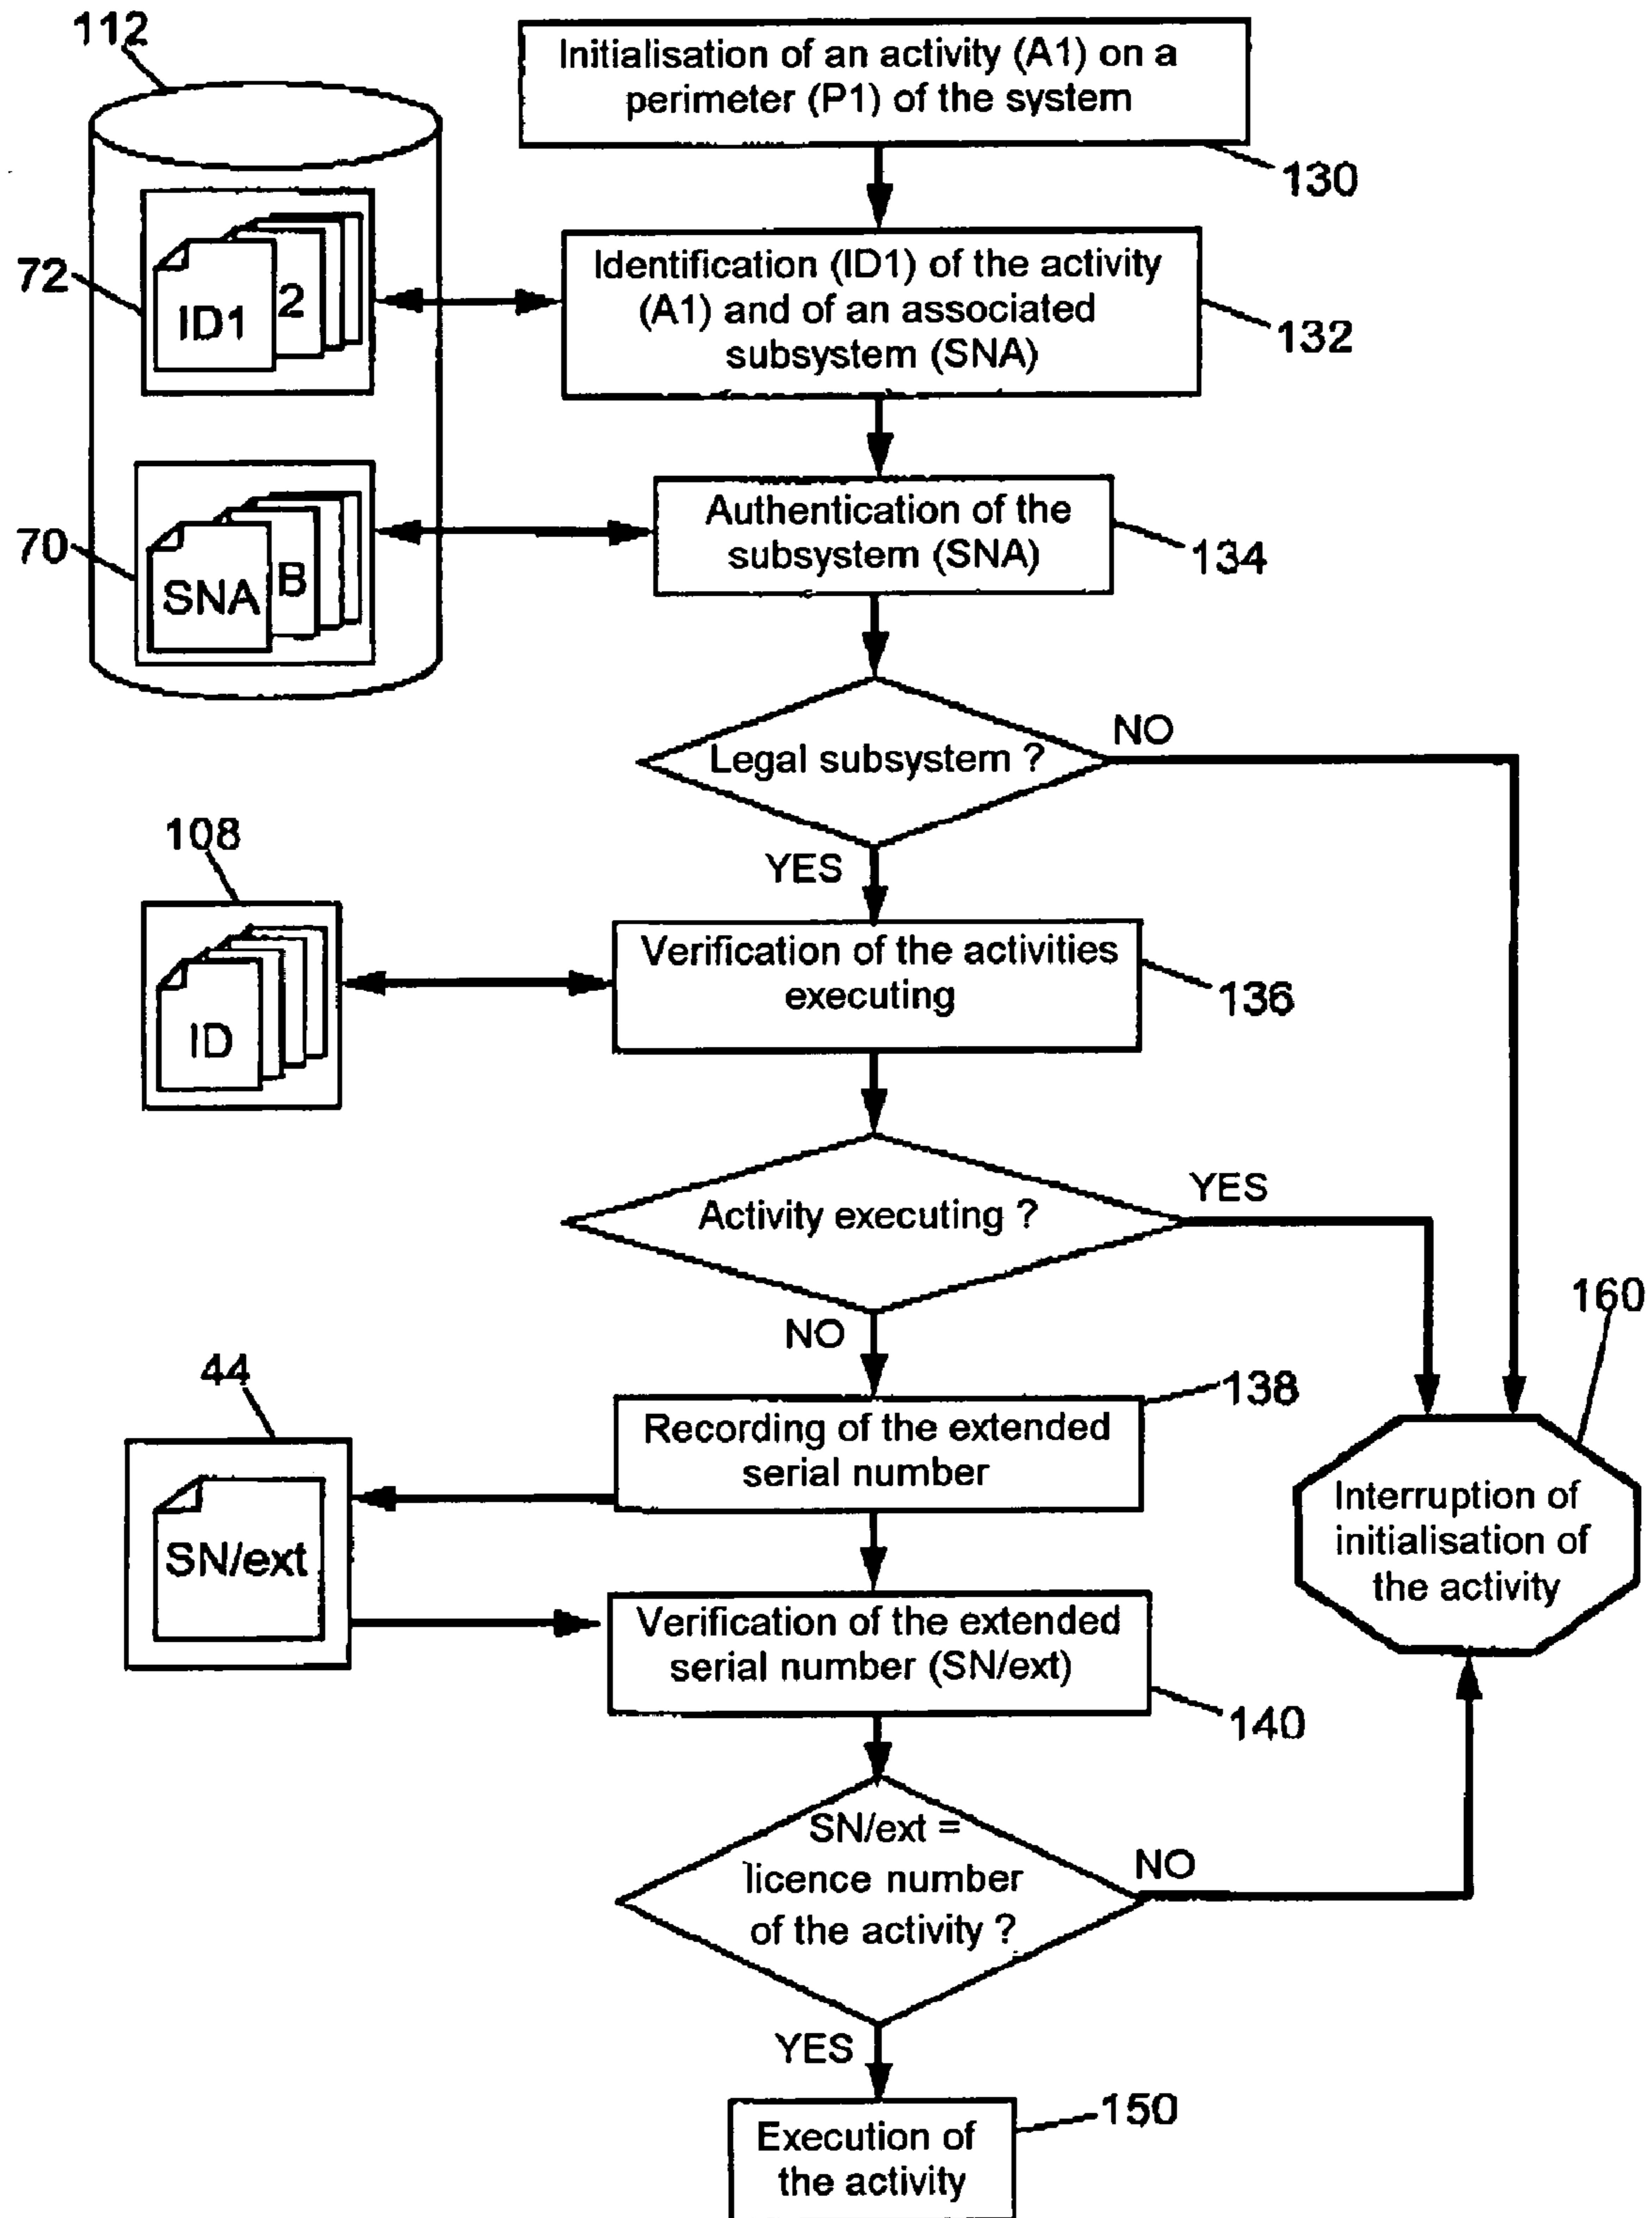 112
Initialisation of an activity (A1) on a
perimeter (P1) of the system
130
72
ID1
2
Identification (ID1) of the activity
(A1) and of an associated
subsystem (SNA)
132
70
SNA
B
Authentication of the
subsystem (SNA)
134
Legal subsystem ?
NO
YES
108
ID
Verification of the activities
executing
136
Activity executing ?
YES
NO
160
44
SN/ext
Recording of the extended
serial number
138
Interruption of
initialisation of
the activity
Verification of the extended
serial number (SN/ext)
140
SN/ext =
licence number
of the activity ?
NO
YES
Execution of
the activity
150